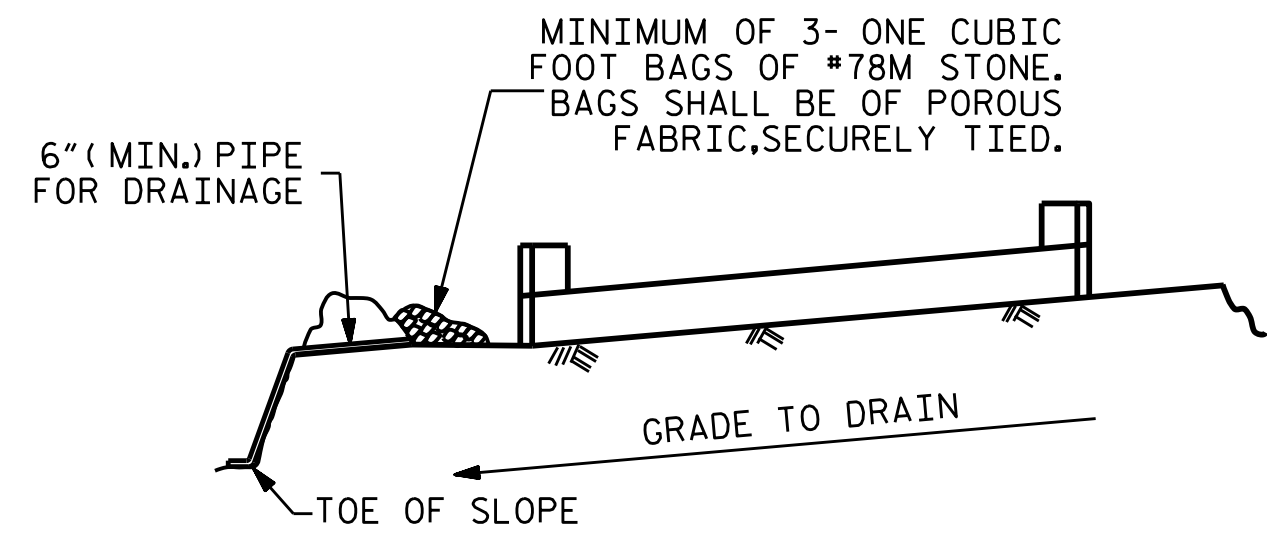 MINIMUM OF 3- ONE CUBIC
FOOT BAGS OF #78M STONE.
BAGS SHALL BE OF POROUS
FABRIC,SECURELY TIED.
6"(MIN.) PIPE
FOR DRAINAGE
GRADE TO DRAIN
TOE OF SLOPE